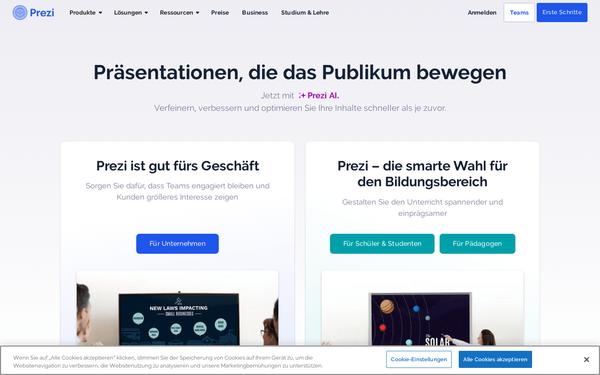 Prezi
Produkte
Lösungen
Ressourcen
Preise
Business
Studium & Lehre
Anmelden
Teams
Erste Schritte
Präsentationen, die das Publikum bewegen
Jetzt mit Prezi AI.
Verfeinern, verbessern und optimieren Sie Ihre Inhalte schneller als je zuvor.
Prezi ist gut fürs Geschäft
Sorgen Sie dafür, dass Teams engagiert bleiben und
Kunden größeres Interesse zeigen
Für Unternehmen
NEW LAWS IMPACTING
SMALL BUSINESSES
Prezi – die smarte Wahl für
den Bildungsbereich
Gestalten Sie den Unterricht spannender und
einprägsamer
Für Schüler & Studenten
Für Pädagogen
SOLAR
Wenn Sie auf „Alle Cookies akzeptieren" klicken, stimmen Sie der Speicherung von Cookies auf Ihrem Gerät zu, um die
Websitenavigation zu verbessern, die Websitenutzung zu analysieren und unsere Marketingbemühungen zu unterstützen.
Cookie-Einstellungen
Alle Cookies akzeptieren